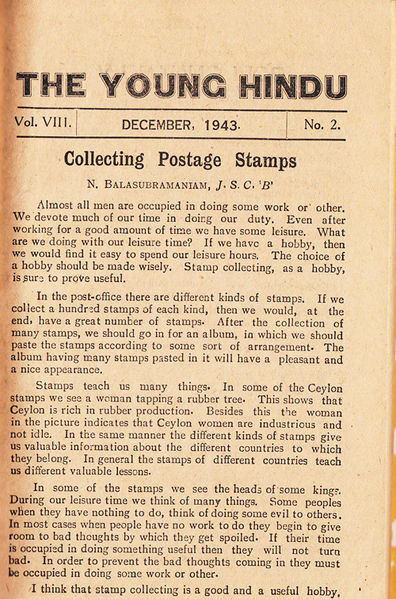 THE YOUNG HINDU
Vol. VIII. DECEMBER, 1943. No. 2.
Collecting Postage Stamps
N. BALASUBRAMANIAM, J. S. C. 'B'
Almost all men are occupied in doing some work or other.
We devote much of our time in doing our duty. Even after
working for a good amount of time we have some leisure. What
are we doing with our leisure time? If we have a hobby, then
we would find it easy to spend our leisure hours. The choice of
a hobby should be made wisely. Stamp collecting, as a hobby,
is sure to prove useful.
In the post-office there are different kinds of stamps. If we
collect a hundred stamps of each kind, then we would, at the
end, have a great number of stamps. After the collection of
many stamps, we should go in for an album, in which we should
paste the stamps according to some sort of arrangement. The
album having many stamps pasted in it will have a pleasant and
a nice appearance.
Stamps teach us many things. In some of the Ceylon
stamps we see a woman tapping a rubber tree. This shows that
Ceylon is rich in rubber production. Besides this the woman
in the picture indicates that Ceylon women are industrious and
not idle. In the same manner the different kinds of stamps give
us valuable information about the different countries to which
they belong. In general the stamps of different countries teach
us different valuable lessons.
In some of the stamps we see the heads of some kings.
During our leisure time we think of many things. Some peoples
when they have nothing to do, think of doing some evil to others.
In most cases when people have no work to do they begin to give
room to bad thoughts by which they get spoiled. If their time
is occupied in doing something useful then they will not turn
bad. In order to prevent the bad thoughts coming in they must
be occupied in doing some work or other.
I think that stamp collecting is a good and a useful hobby,